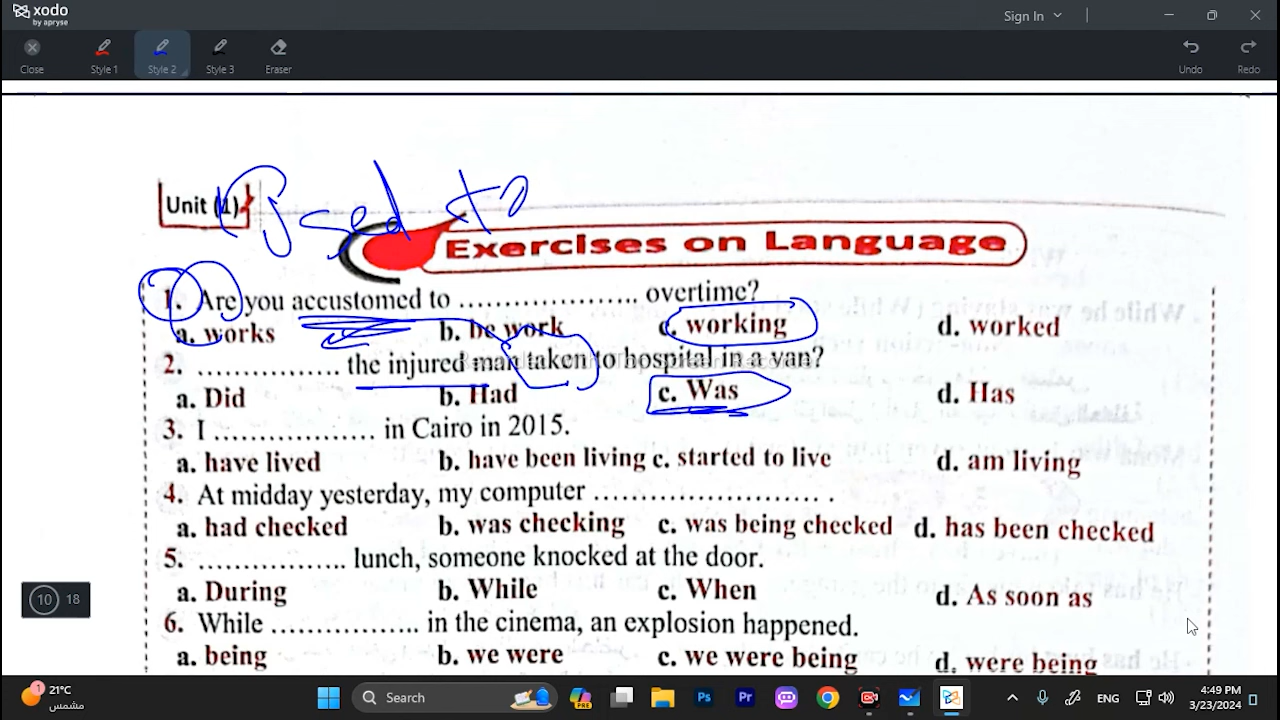 xodo
by apryse
Sign In
Close
Style 1
Style 2
Style 3
Eraser
Undo
Redo
Unit (1)
used to
Exercises on Language
1. Are you accustomed to ........................ overtime?
a. works b. be work c. working d. worked
2. .................... the injured man taken to hospital in a van?
a. Did b. Had c. Was d. Has
3. I ...................... in Cairo in 2015.
a. have lived b. have been living c. started to live d. am living
4. At midday yesterday, my computer .............................. .
a. had checked b. was checking c. was being checked d. has been checked
5. .................... lunch, someone knocked at the door.
a. During b. While c. When d. As soon as
6. While .................... in the cinema, an explosion happened.
a. being b. we were c. we were being d. were being
10 18
1
21°C
مشمس
Search
PRE
Ps
Pr
ENG
4:49 PM
3/23/2024